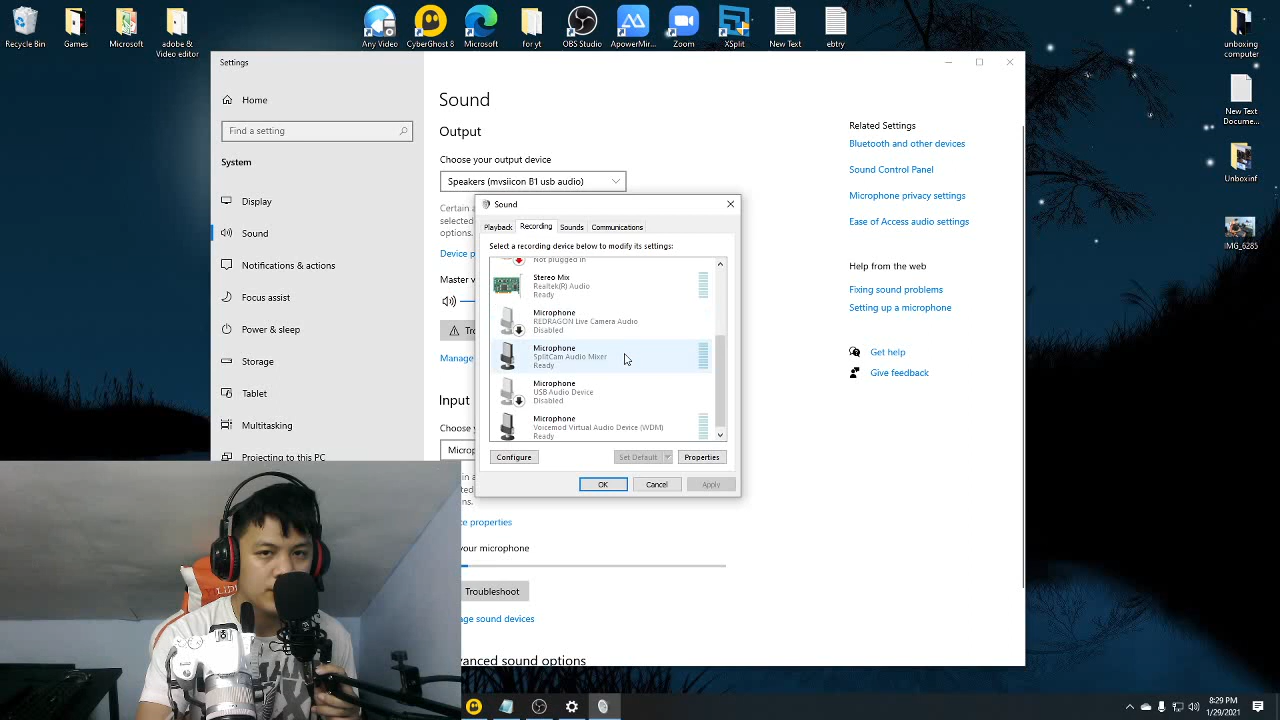 Recycle Bin
Games
Microsoft
adobe &
Video editor
Any Video
CyberGhost 8
Microsoft
for yt
OBS Studio
ApowerMir...
Zoom
XSplit
New Text
ebtry
unboxing
computer
New Text
Docume...
Unboxinf
IMG_6285
Settings
Home
Find a setting
System
Display
Sound
Notifications & actions
Focus assist
Power & sleep
Storage
Tablet
Multitasking
Projecting to this PC
Sound
Output
Choose your output device
Speakers (mvsiicon B1 usb audio)
Certain a
selected
options.
Device p
Master v
Tro
Manage
Input
Choose y
Microp
ce properties
your microphone
Troubleshoot
age sound devices
dvanced sound options
Related Settings
Bluetooth and other devices
Sound Control Panel
Microphone privacy settings
Ease of Access audio settings
Help from the web
Fixing sound problems
Setting up a microphone
Get help
Give feedback
Sound
Playback
Recording
Sounds
Communications
Select a recording device below to modify its settings:
Not plugged in
Stereo Mix
Realtek(R) Audio
Ready
Microphone
REDRAGON Live Camera Audio
Disabled
Microphone
SplitCam Audio Mixer
Ready
Microphone
USB Audio Device
Disabled
Microphone
Voicemod Virtual Audio Device (WDM)
Ready
Configure
Set Default
Properties
OK
Cancel
Apply
8:29 PM
1/29/2021